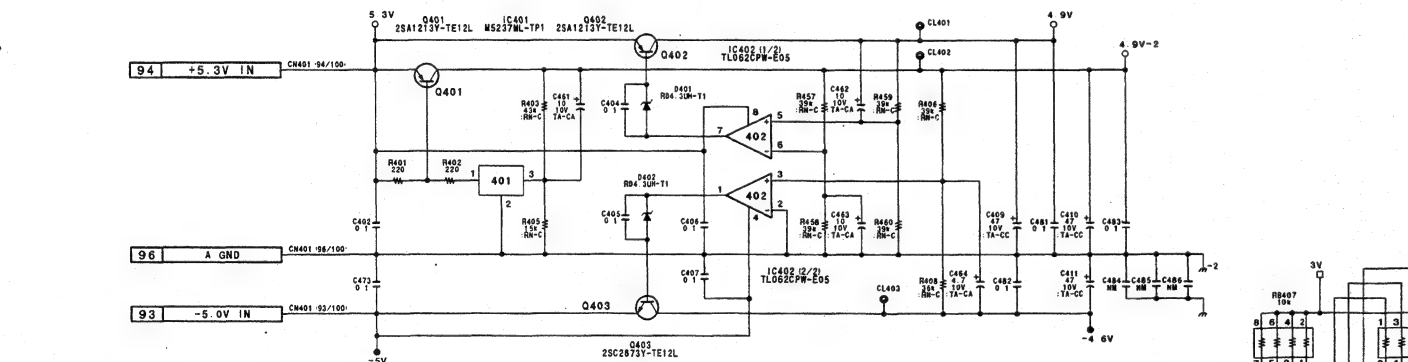 5 3V
Q401
2SA1213Y-TE12L
IC401
M5237ML-TP1
Q402
2SA1213Y-TE12L
CL401
4 9V
CL402
4.9V-2
Q402
IC402 (1/2)
TL062CPW-E05
94 +5.3V IN
CN401 (94/100)
Q401
R403
43k
:RN-C
C461
10
10V
TA-CA
C404
0 1
D401
RD4.3UM-T1
R457
39k
:RN-C
C462
10
10V
TA-CA
R459
39k
:RN-C
R406
39k
:RN-C
8
5
7
402
6
R401
220
R402
220
1
401
3
2
D402
RD4.3UM-T1
3
1
402
2
4
C402
0 1
R405
15k
:RN-C
C405
0 1
C406
0 1
R458
39k
:RN-C
C463
10
10V
TA-CA
R460
39k
:RN-C
C409
47
10V
:TA-CC
C481
0 1
C410
47
10V
:TA-CC
C483
0 1
96 A GND
CN401 (96/100)
-2
C473
0 1
C407
0 1
IC402 (2/2)
TL062CPW-E05
CL403
R408
36k
:RN-C
C464
4.7
10V
:TA-CA
C482
0 1
C411
47
10V
:TA-CC
C484
NM
C485
NM
C486
NM
3V
RB407
10k
93 -5.0V IN
CN401 (93/100)
Q403
Q403
2SC2873Y-TE12L
-5V
-4 6V
8 6 4 2
1 3